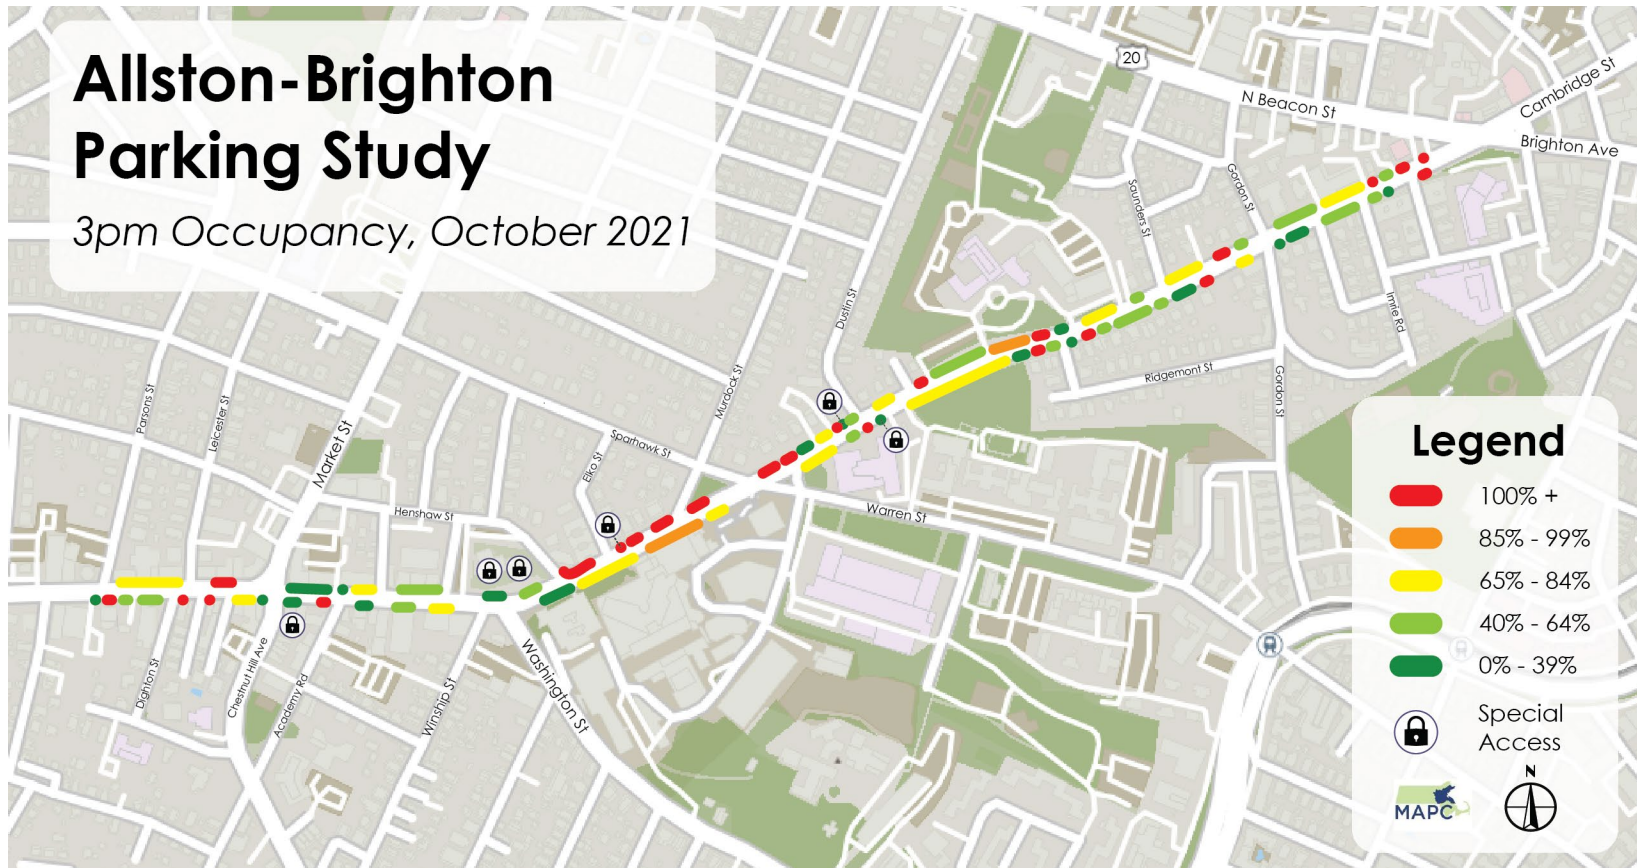 Allston-Brighton
Parking Study
3pm Occupancy, October 2021
20
N Beacon St
Cambridge St
Brighton Ave
Saunders St
Gordon St
Dustin St
Imrie Rd
Ridgemont St
Gordon St
Murdock St
Parsons St
Leicester St
Market St
Sparhawk St
Elko St
Henshaw St
Warren St
Dighton St
Chestnut Hill Ave
Academy Rd
Winship St
Washington St
Legend
100% +
85% - 99%
65% - 84%
40% - 64%
0% - 39%
Special
Access
MAPC
N